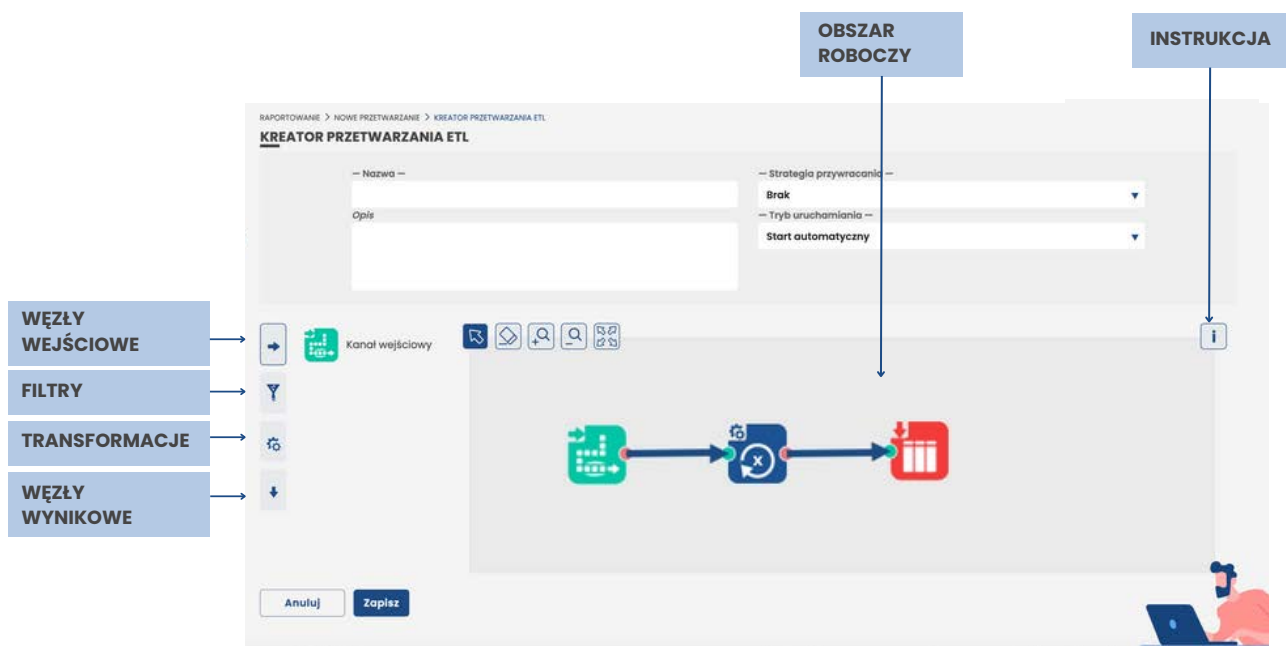 OBSZAR
ROBOCZY
INSTRUKCJA
RAPORTOWANIE > NOWE PRZETWARZANIE > KREATOR PRZETWARZANIA ETL
KREATOR PRZETWARZANIA ETL
— Nazwa —
— Strategia przywracania —
Brak
Opis
— Tryb uruchamiania —
Start automatyczny
WĘZŁY
WEJŚCIOWE
Kanał wejściowy
i
FILTRY
TRANSFORMACJE
x
WĘZŁY
WYNIKOWE
Anuluj
Zapisz